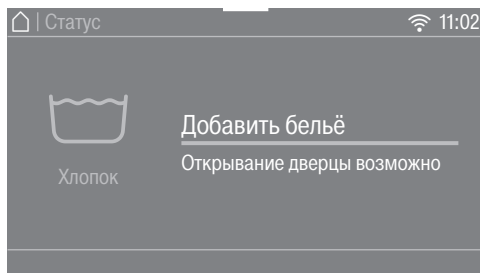 | Статус 11:02
Добавить бельё
Открывание дверцы возможно
Хлопок